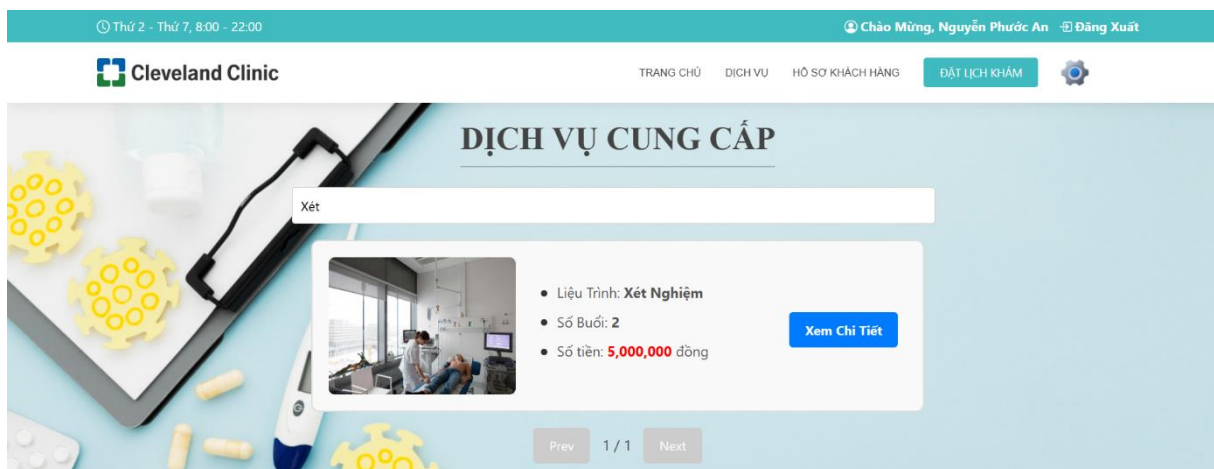 Thứ 2 - Thứ 7, 8:00 - 22:00
Chào Mừng, Nguyễn Phước An Đăng Xuất
Cleveland Clinic
TRANG CHỦ DỊCH VỤ HỒ SƠ KHÁCH HÀNG ĐẶT LỊCH KHÁM
DỊCH VỤ CUNG CẤP
Xét
Liệu Trình: Xét Nghiệm
Số Buổi: 2
Số tiền: 5,000,000 đồng
Xem Chi Tiết
Prev 1 / 1 Next